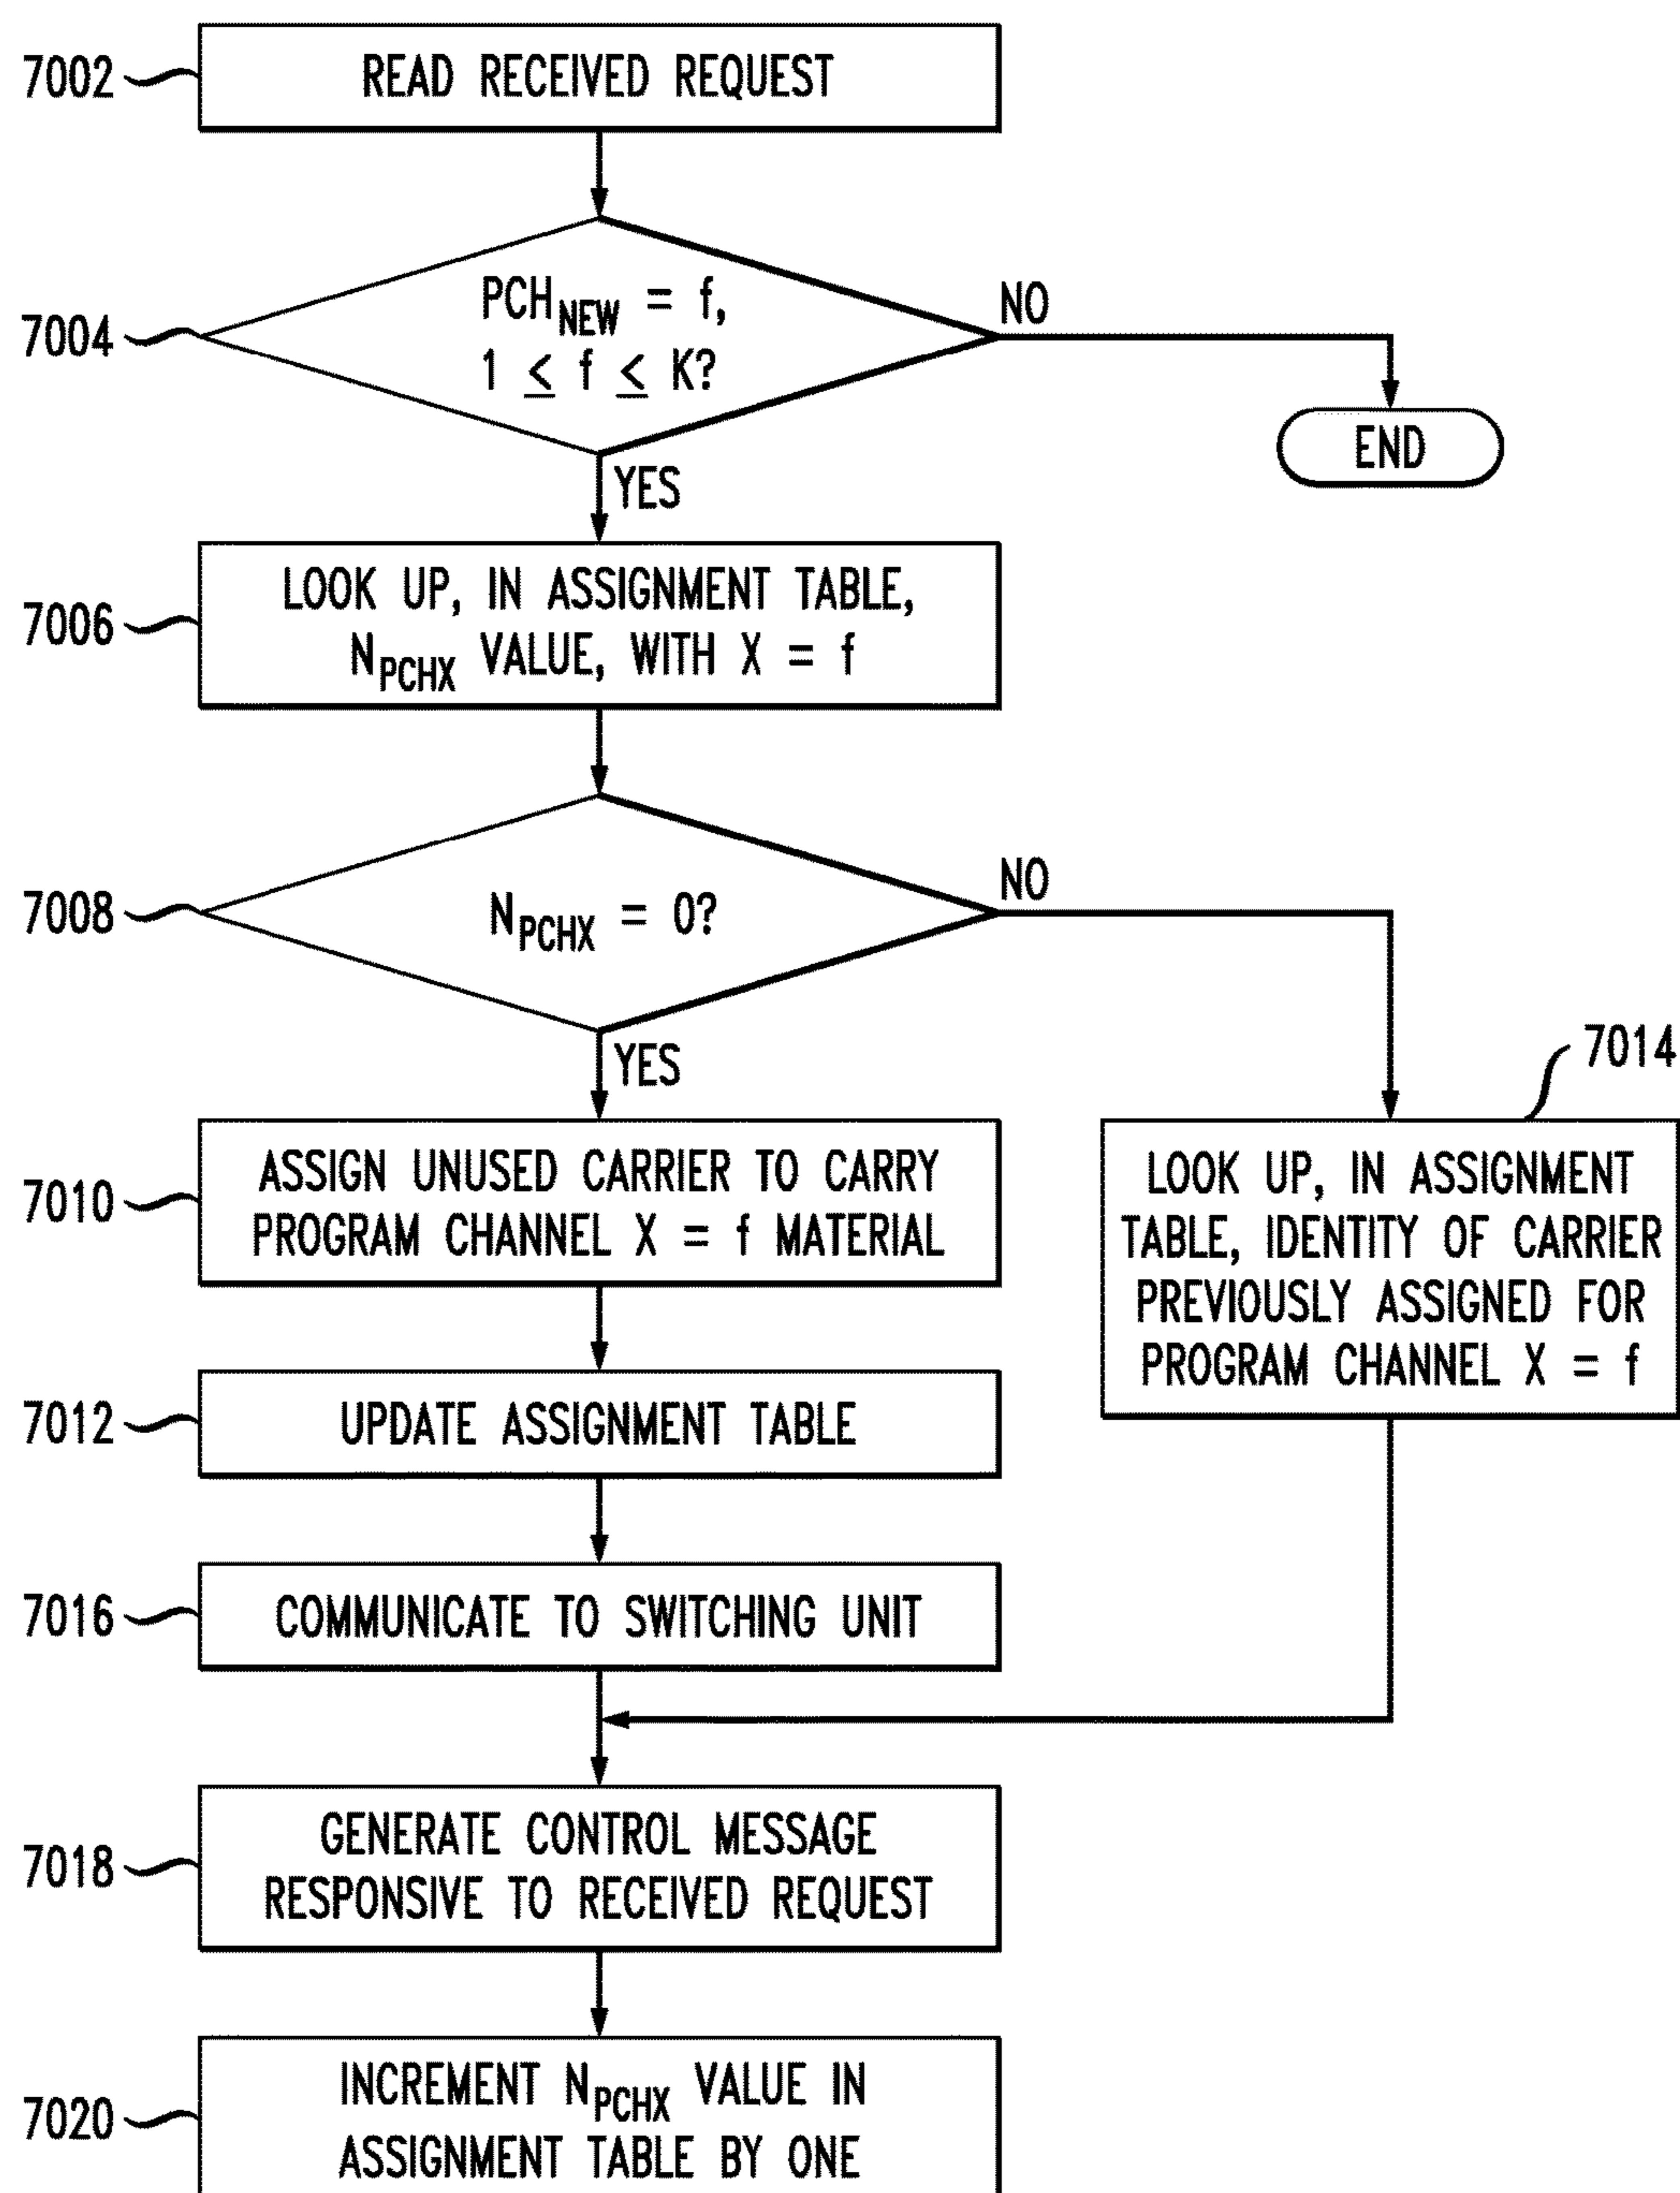 7002
READ RECEIVED REQUEST
7004
PCH_NEW = f,
1 ≤ f ≤ K?
NO
END
YES
7006
LOOK UP, IN ASSIGNMENT TABLE,
N_PCHX VALUE, WITH X = f
7008
N_PCHX = 0?
NO
YES
7010
ASSIGN UNUSED CARRIER TO CARRY
PROGRAM CHANNEL X = f MATERIAL
7014
LOOK UP, IN ASSIGNMENT
TABLE, IDENTITY OF CARRIER
PREVIOUSLY ASSIGNED FOR
PROGRAM CHANNEL X = f
7012
UPDATE ASSIGNMENT TABLE
7016
COMMUNICATE TO SWITCHING UNIT
7018
GENERATE CONTROL MESSAGE
RESPONSIVE TO RECEIVED REQUEST
7020
INCREMENT N_PCHX VALUE IN
ASSIGNMENT TABLE BY ONE